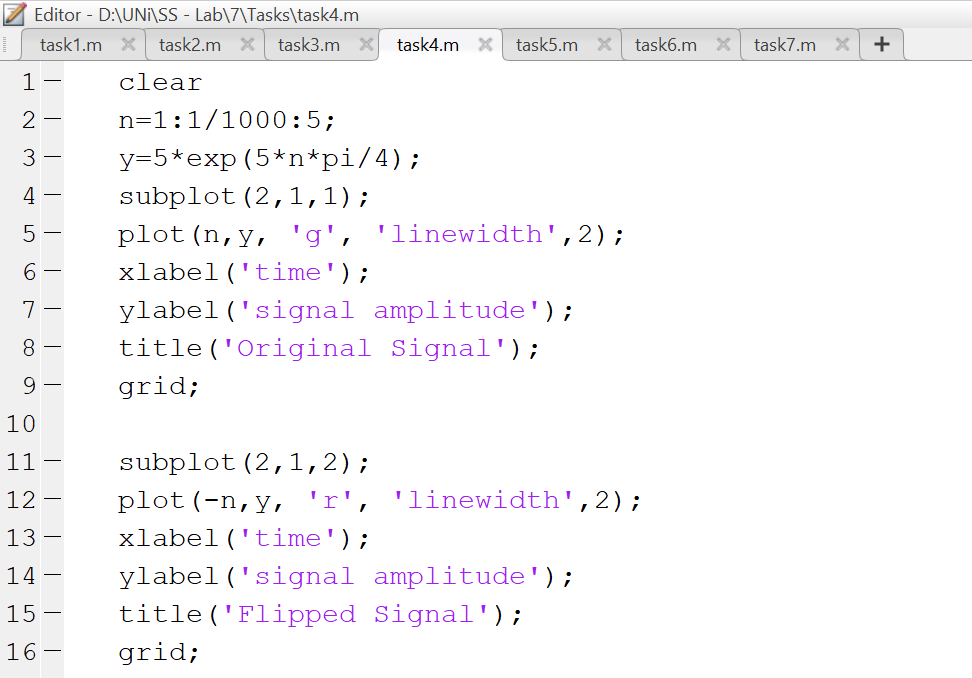 Editor - D:\UNi\SS - Lab\7\Tasks\task4.m
task1.m task2.m task3.m task4.m task5.m task6.m task7.m +
1 clear
2 n=1:1/1000:5;
3 y=5*exp(5*n*pi/4);
4 subplot(2,1,1);
5 plot(n,y, 'g', 'linewidth',2);
6 xlabel('time');
7 ylabel('signal amplitude');
8 title('Original Signal');
9 grid;
10
11 subplot(2,1,2);
12 plot(-n,y, 'r', 'linewidth',2);
13 xlabel('time');
14 ylabel('signal amplitude');
15 title('Flipped Signal');
16 grid;